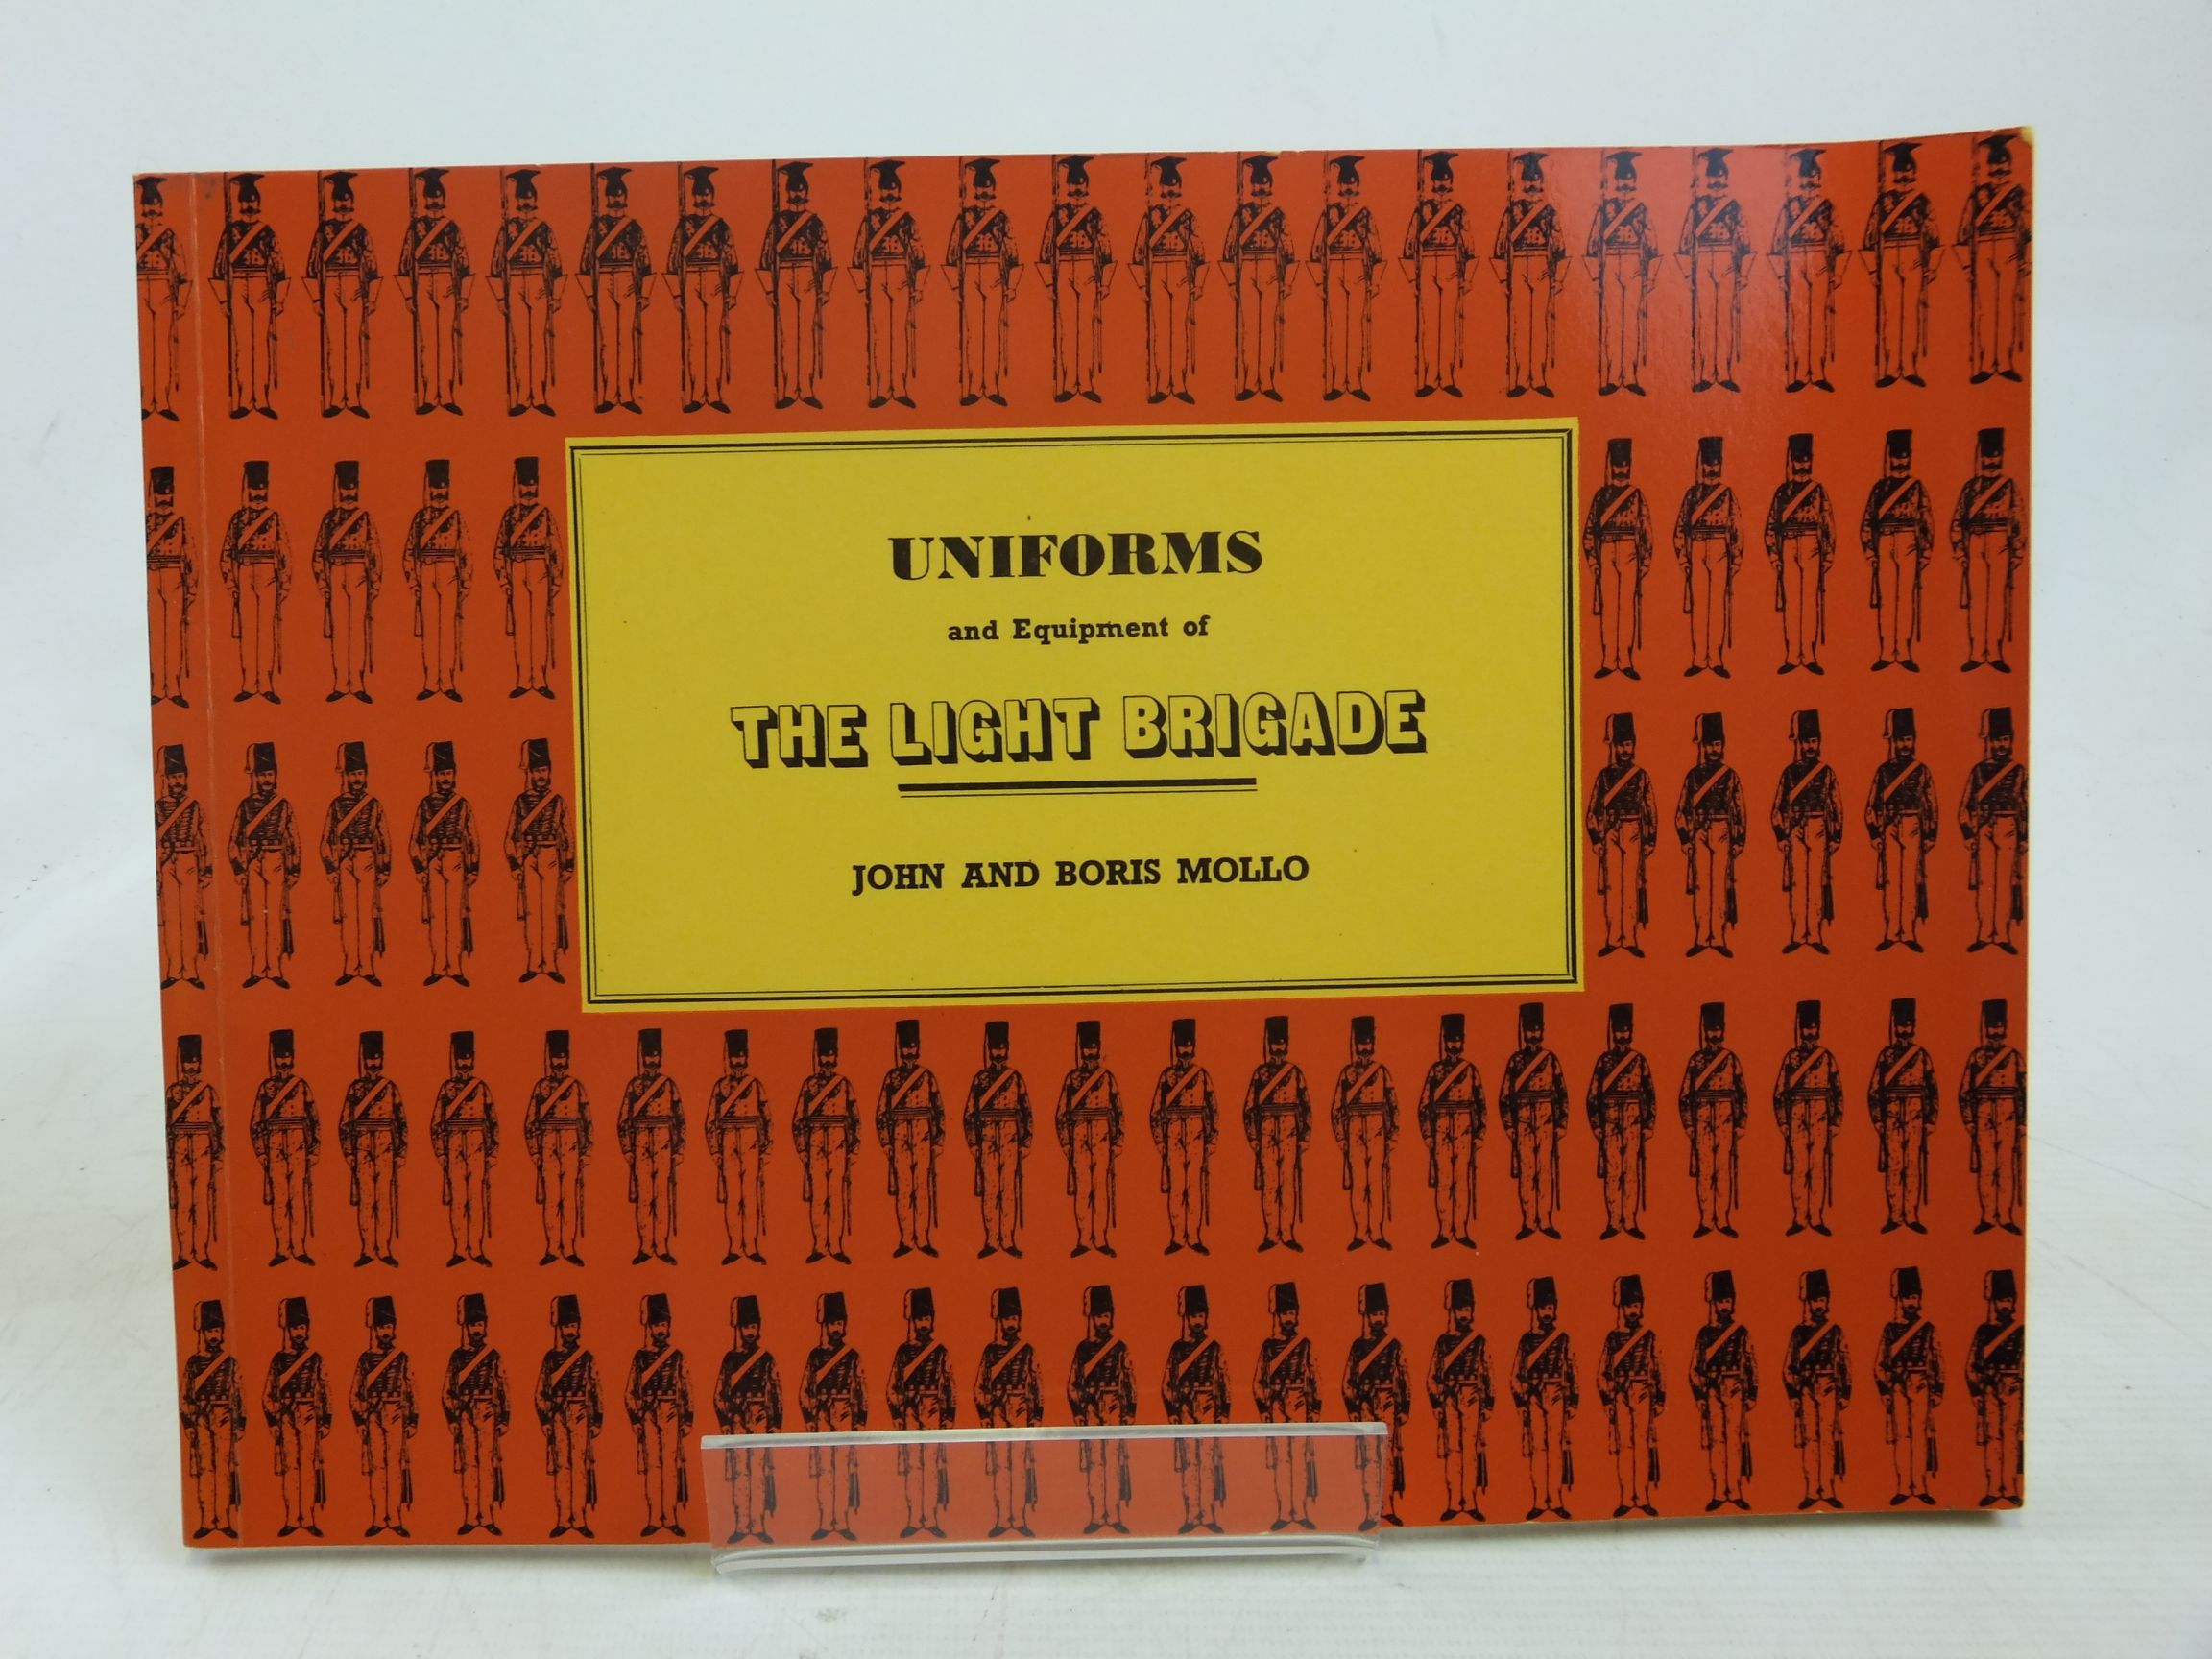 UNIFORMS
and Equipment of
THE LIGHT BRIGADE
JOHN AND BORIS MOLLO